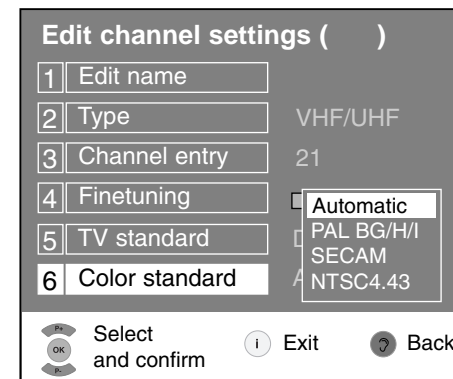 Edit channel settings ( )
1 Edit name
2 Type VHF/UHF
3 Channel entry 21
4 Finetuning
5 TV standard D
6 Color standard A
Automatic
PAL BG/H/I
SECAM
NTSC4.43
P+
OK
P-
Select
and confirm
i Exit
Back